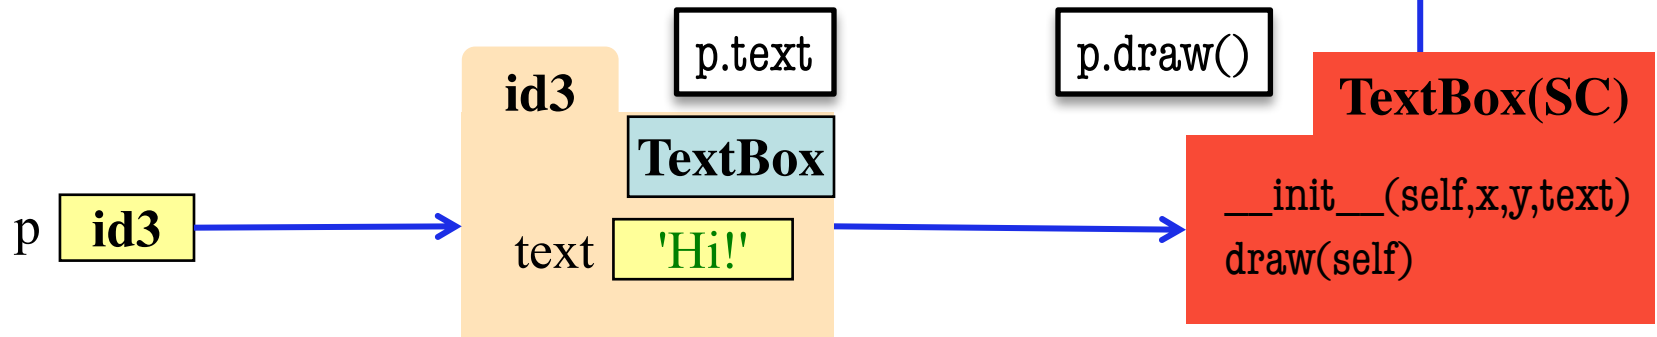 p.text
p.draw()
id3
TextBox(SC)
TextBox
__init__(self,x,y,text)
p id3
text 'Hi!'
draw(self)